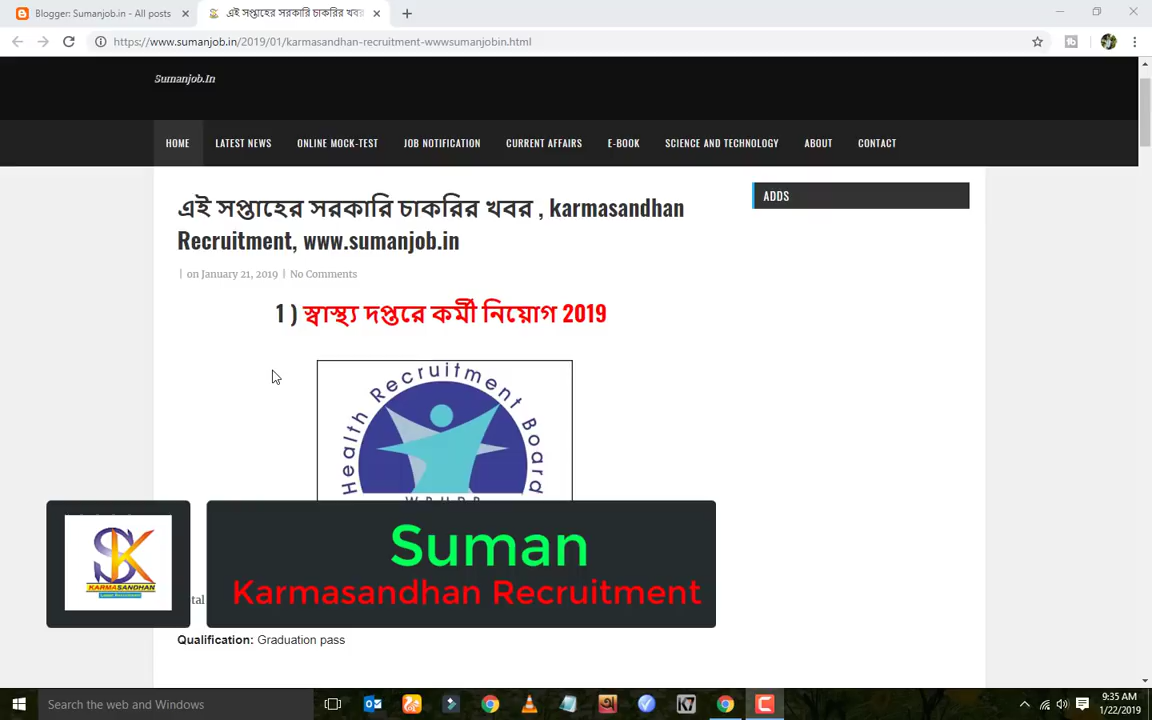 Blogger: Sumanjob.in - All posts
এই সপ্তাহের সরকারি চাকরির খবর
https://www.sumanjob.in/2019/01/karmasandhan-recruitment-wwwsumanjobin.html
Sumanjob.In
HOME LATEST NEWS ONLINE MOCK-TEST JOB NOTIFICATION CURRENT AFFAIRS E-BOOK SCIENCE AND TECHNOLOGY ABOUT CONTACT
এই সপ্তাহের সরকারি চাকরির খবর , karmasandhan
Recruitment, www.sumanjob.in
ADDS
| on January 21, 2019 | No Comments
1 ) স্বাস্থ্য দপ্তরে কর্মী নিয়োগ 2019
Health Recruitment Board
SK
KARMASANDHAN
Suman
Karmasandhan Recruitment
Qualification: Graduation pass
Search the web and Windows
9:35 AM
1/22/2019